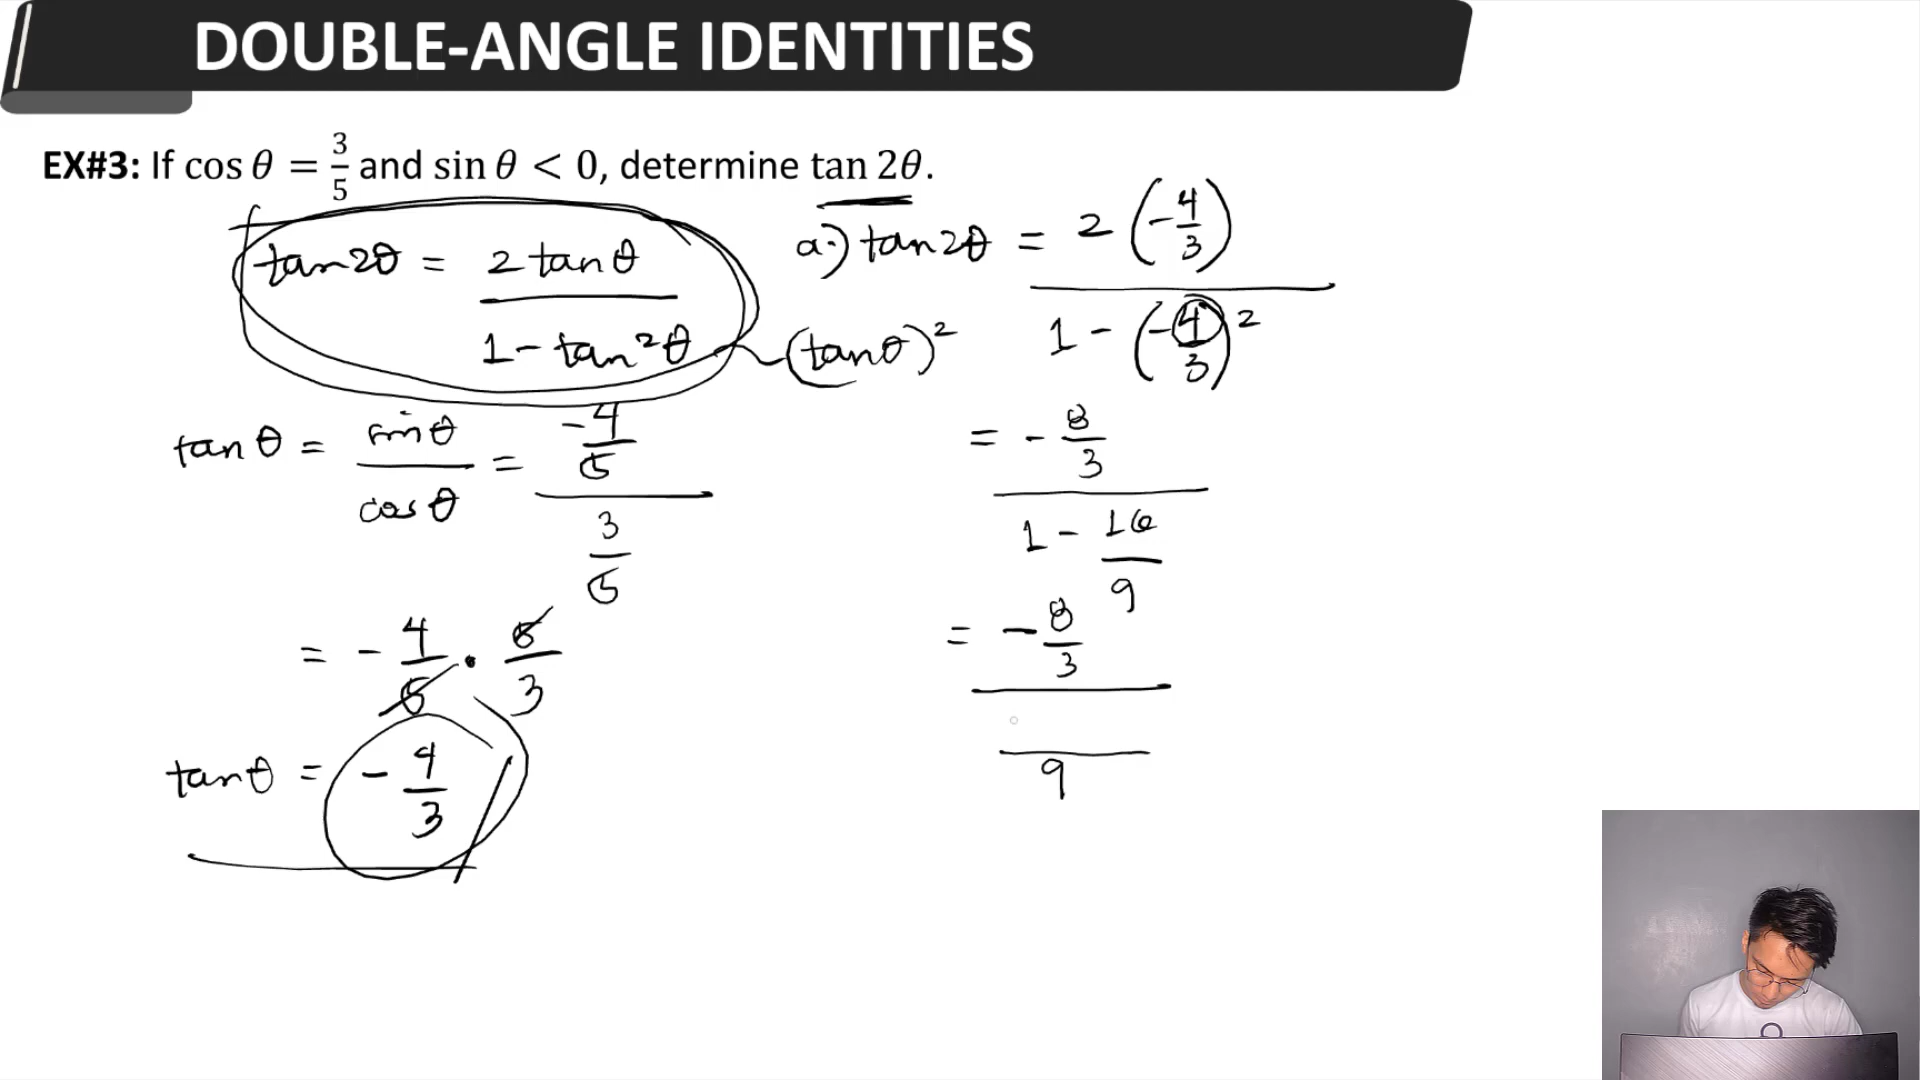 DOUBLE-ANGLE IDENTITIES
EX#3: If cos θ = 3/5 and sin θ < 0, determine tan 2θ.
tan2θ = 2 tanθ / 1 - tan²θ
(tanθ)²
tan θ = sinθ / cosθ = -4/5 / 3/5
= - 4/5 · 5/3
tanθ = - 4/3
a.) tan2θ = 2 (-4/3) / 1 - (-4/3)²
= - 8/3 / 1 - 16/9
= - 8/3 / /9